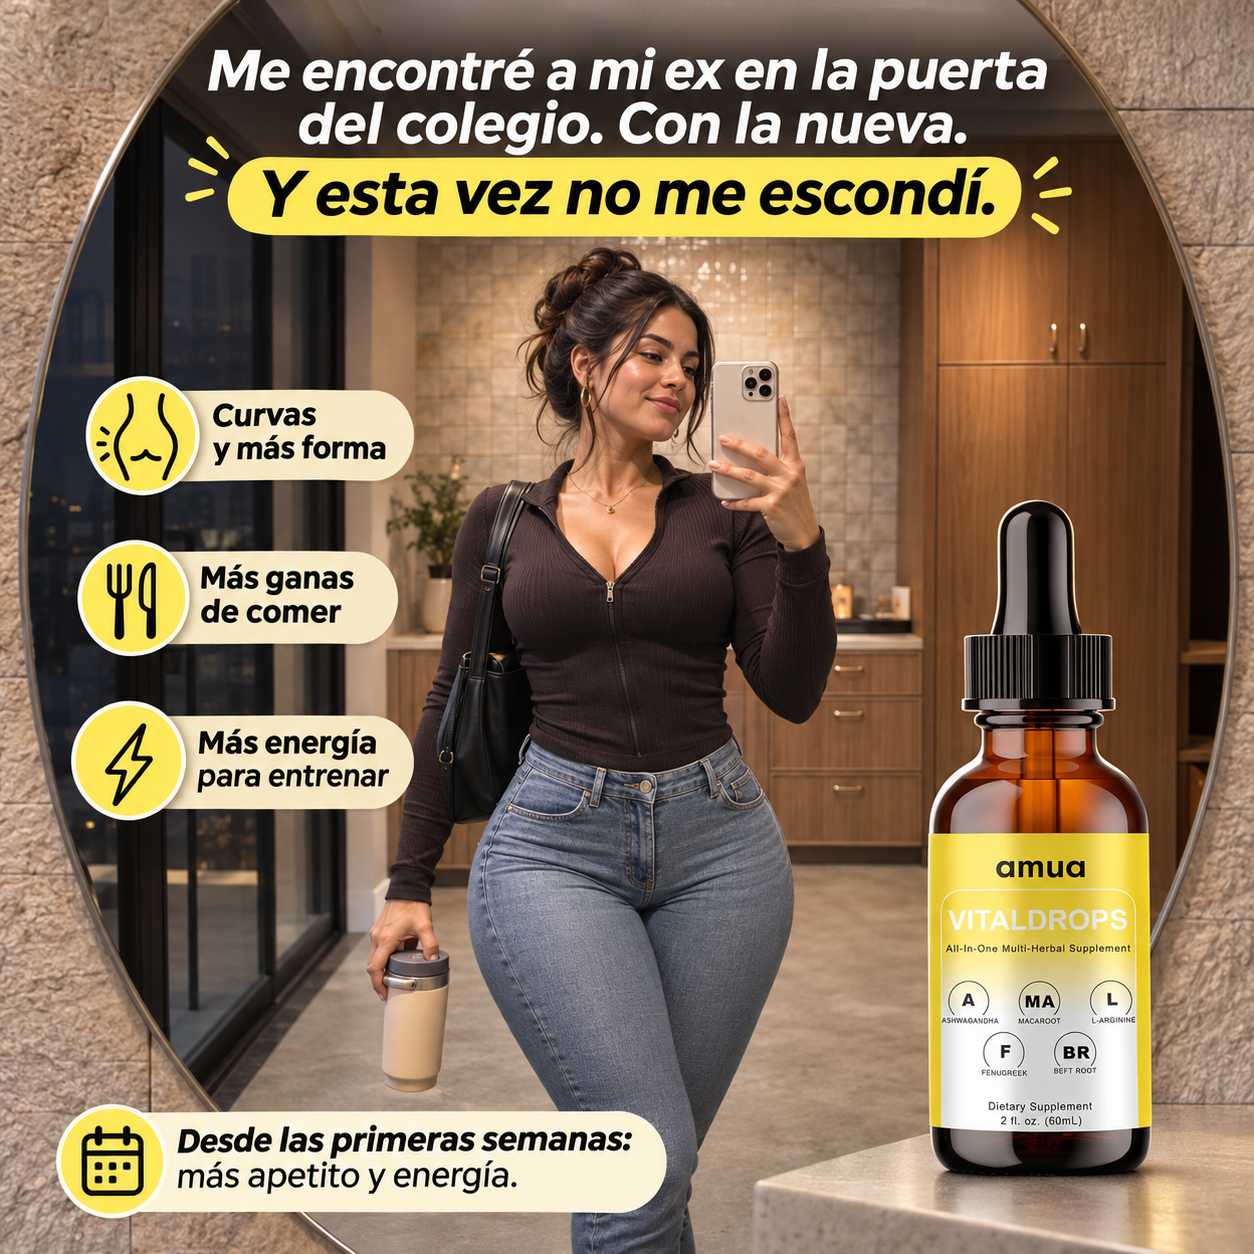 Me encontré a mi ex en la puerta
del colegio. Con la nueva.
Y esta vez no me escondí.
Curvas
y más forma
Más ganas
de comer
Más energía
para entrenar
Desde las primeras semanas:
más apetito y energía.
amua
VITALDROPS
All-In-One Multi-Herbal Supplement
A
ASHWAGANDHA
MA
MACAROOT
L
L-ARGININE
F
FENUGREEK
BR
BEFT ROOT
Dietary Supplement
2 fl. oz. (60mL)